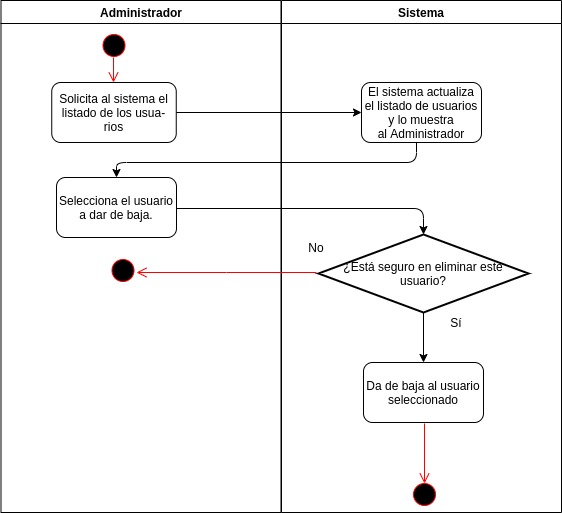 Administrador
Sistema
Solicita al sistema el
listado de los usua-
rios
El sistema actualiza
el listado de usuarios
y lo muestra
al Administrador
Selecciona el usuario
a dar de baja.
No
¿Está seguro en eliminar este
usuario?
Sí
Da de baja al usuario
seleccionado